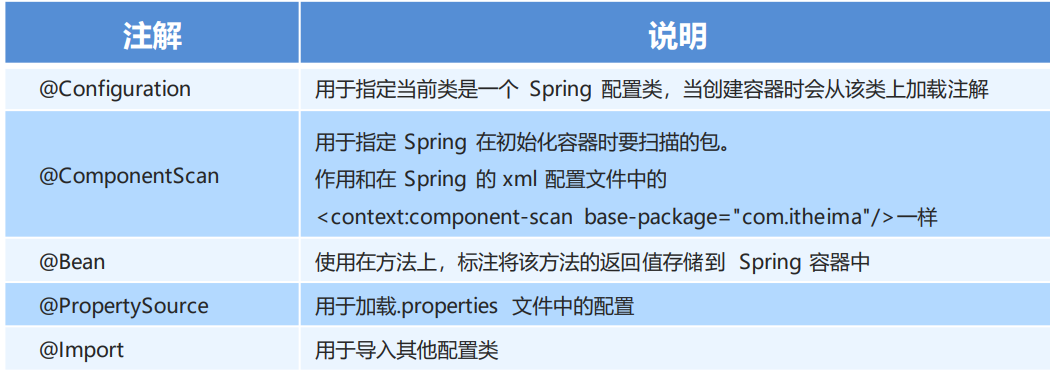 注解 说明
@Configuration 用于指定当前类是一个 Spring 配置类，当创建容器时会从该类上加载注解
@ComponentScan 用于指定 Spring 在初始化容器时要扫描的包。
作用和在 Spring 的 xml 配置文件中的
<context:component-scan base-package="com.itheima"/>一样
@Bean 使用在方法上，标注将该方法的返回值存储到 Spring 容器中
@PropertySource 用于加载.properties 文件中的配置
@Import 用于导入其他配置类